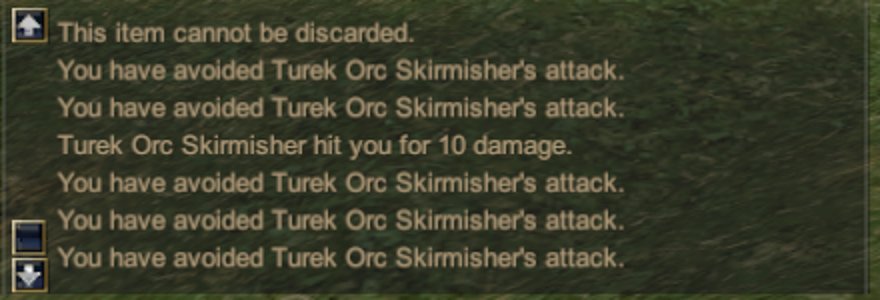 This item cannot be discarded.
You have avoided Turek Orc Skirmisher's attack.
You have avoided Turek Orc Skirmisher's attack.
Turek Orc Skirmisher hit you for 10 damage.
You have avoided Turek Orc Skirmisher's attack.
You have avoided Turek Orc Skirmisher's attack.
You have avoided Turek Orc Skirmisher's attack.